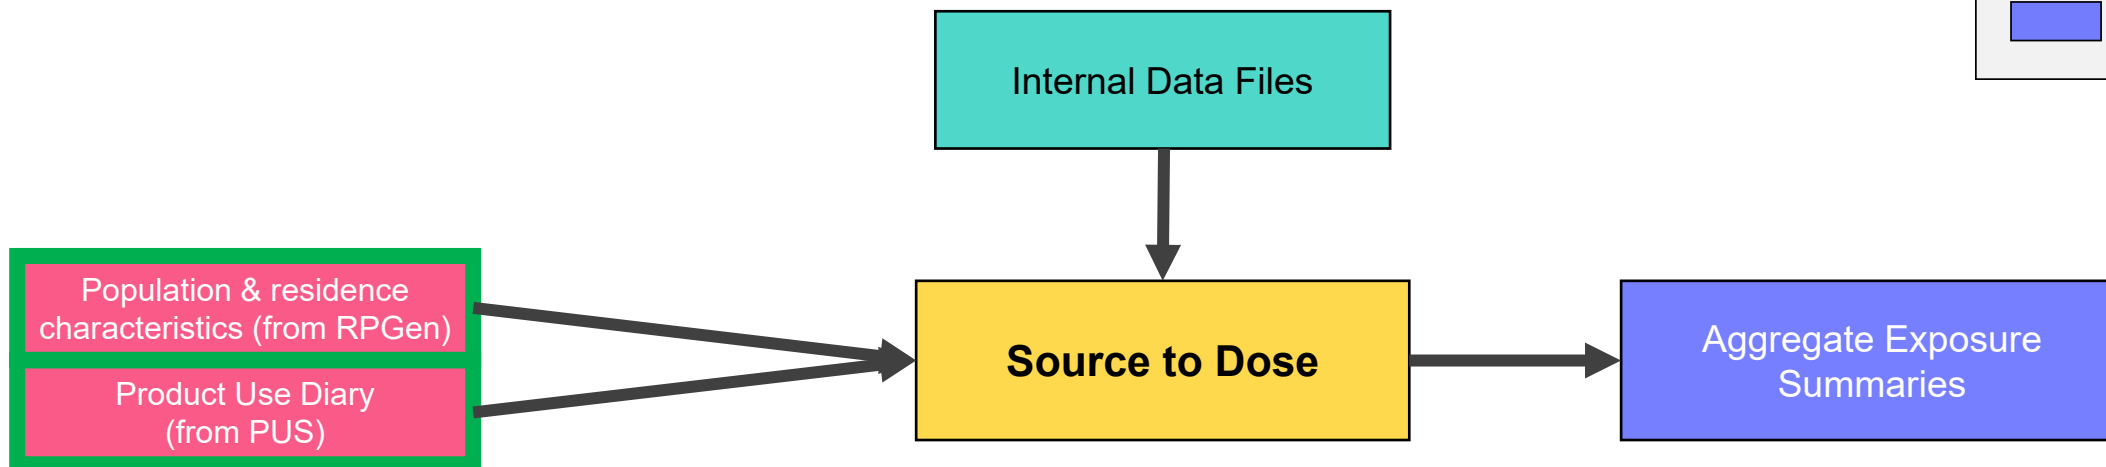 Internal Data Files
Population & residence
characteristics (from RPGen)
Product Use Diary
(from PUS)
Source to Dose
Aggregate Exposure
Summaries